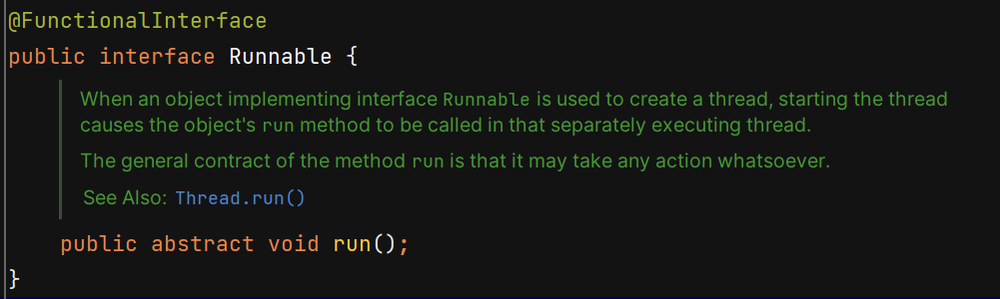 @FunctionalInterface
public interface Runnable {
When an object implementing interface Runnable is used to create a thread, starting the thread
causes the object's run method to be called in that separately executing thread.
The general contract of the method run is that it may take any action whatsoever.
See Also: Thread.run()
public abstract void run();
}